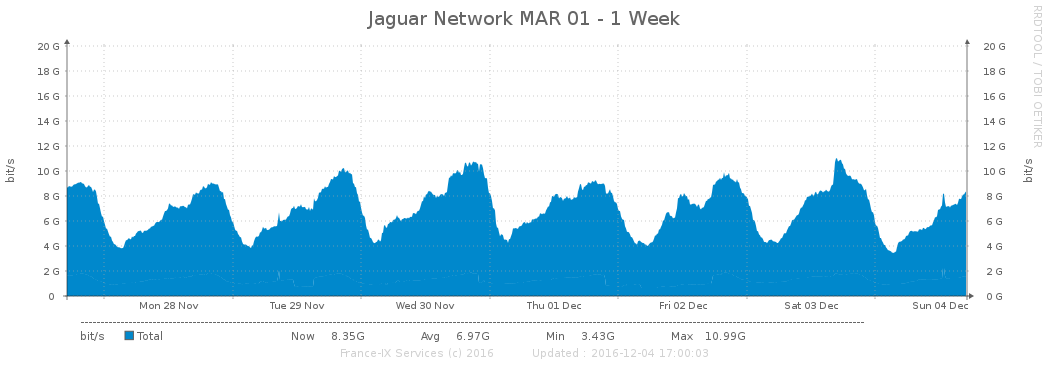 Jaguar Network MAR 01 - 1 Week
RRDTOOL / TOBI OETIKER
bit/s
bit/s
20 G 20 G
18 G 18 G
16 G 16 G
14 G 14 G
12 G 12 G
10 G 10 G
8 G 8 G
6 G 6 G
4 G 4 G
2 G 2 G
0 0 G
Mon 28 Nov Tue 29 Nov Wed 30 Nov Thu 01 Dec Fri 02 Dec Sat 03 Dec Sun 04 Dec
bit/s Total Now 8.35G Avg 6.97G Min 3.43G Max 10.99G
France-IX Services (c) 2016 Updated : 2016-12-04 17:00:03